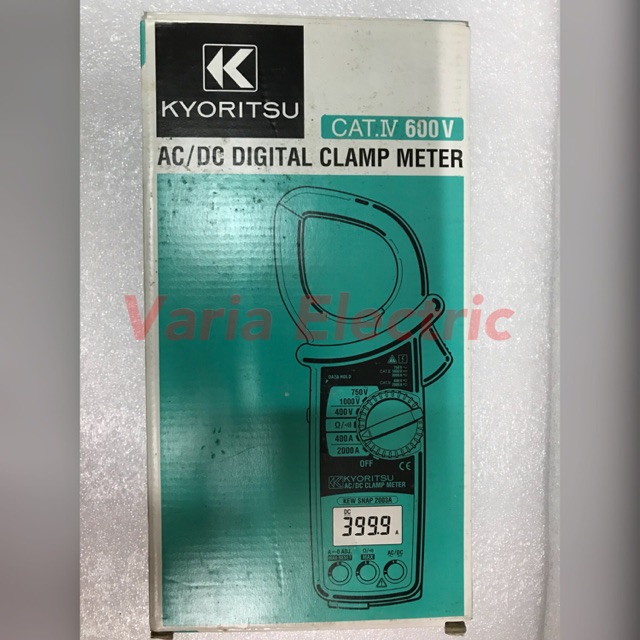 KYORITSU
CAT.IV 600V
AC/DC DIGITAL CLAMP METER
Varia Electric
DATA HOLD
750V
1000V
400V
Ω/•))
400A
2000A
OFF
CE
KYORITSU
AC/DC CLAMP METER
KEW SNAP 2003A
DC
399.9 A
ADJ.
MAX
AC/DC